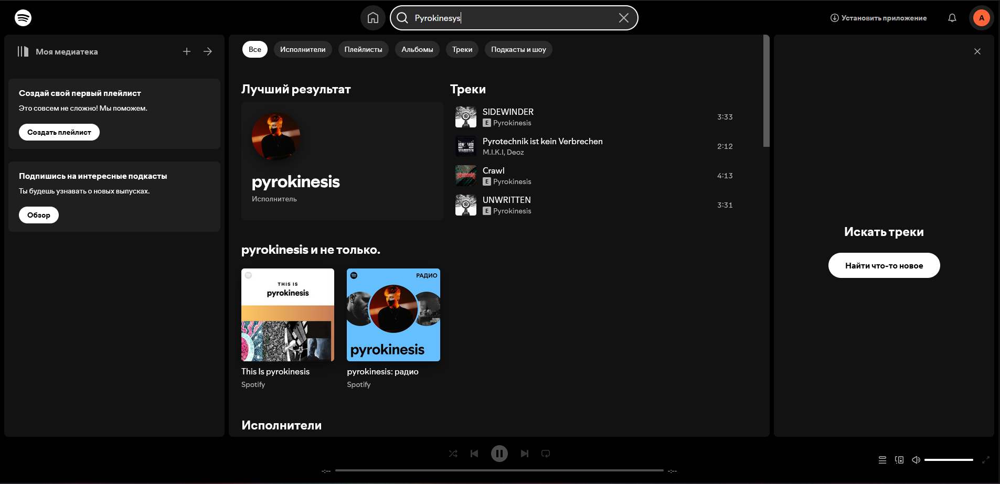 Pyrokinesys
Установить приложение
A
Моя медиатека
Создай свой первый плейлист
Это совсем не сложно! Мы поможем.
Создать плейлист
Подпишись на интересные подкасты
Ты будешь узнавать о новых выпусках.
Обзор
Все
Исполнители
Плейлисты
Альбомы
Треки
Подкасты и шоу
Лучший результат
pyrokinesis
Исполнитель
Треки
SIDEWINDER
E Pyrokinesis
3:33
Pyrotechnik ist kein Verbrechen
M.I.K.I, Deoz
2:12
Crawl
E Pyrokinesis
4:13
UNWRITTEN
E Pyrokinesis
3:31
pyrokinesis и не только.
THIS IS
pyrokinesis
This Is pyrokinesis
Spotify
РАДИО
pyrokinesis
pyrokinesis: радио
Spotify
Исполнители
Искать треки
Найти что-то новое
-:--
-:--